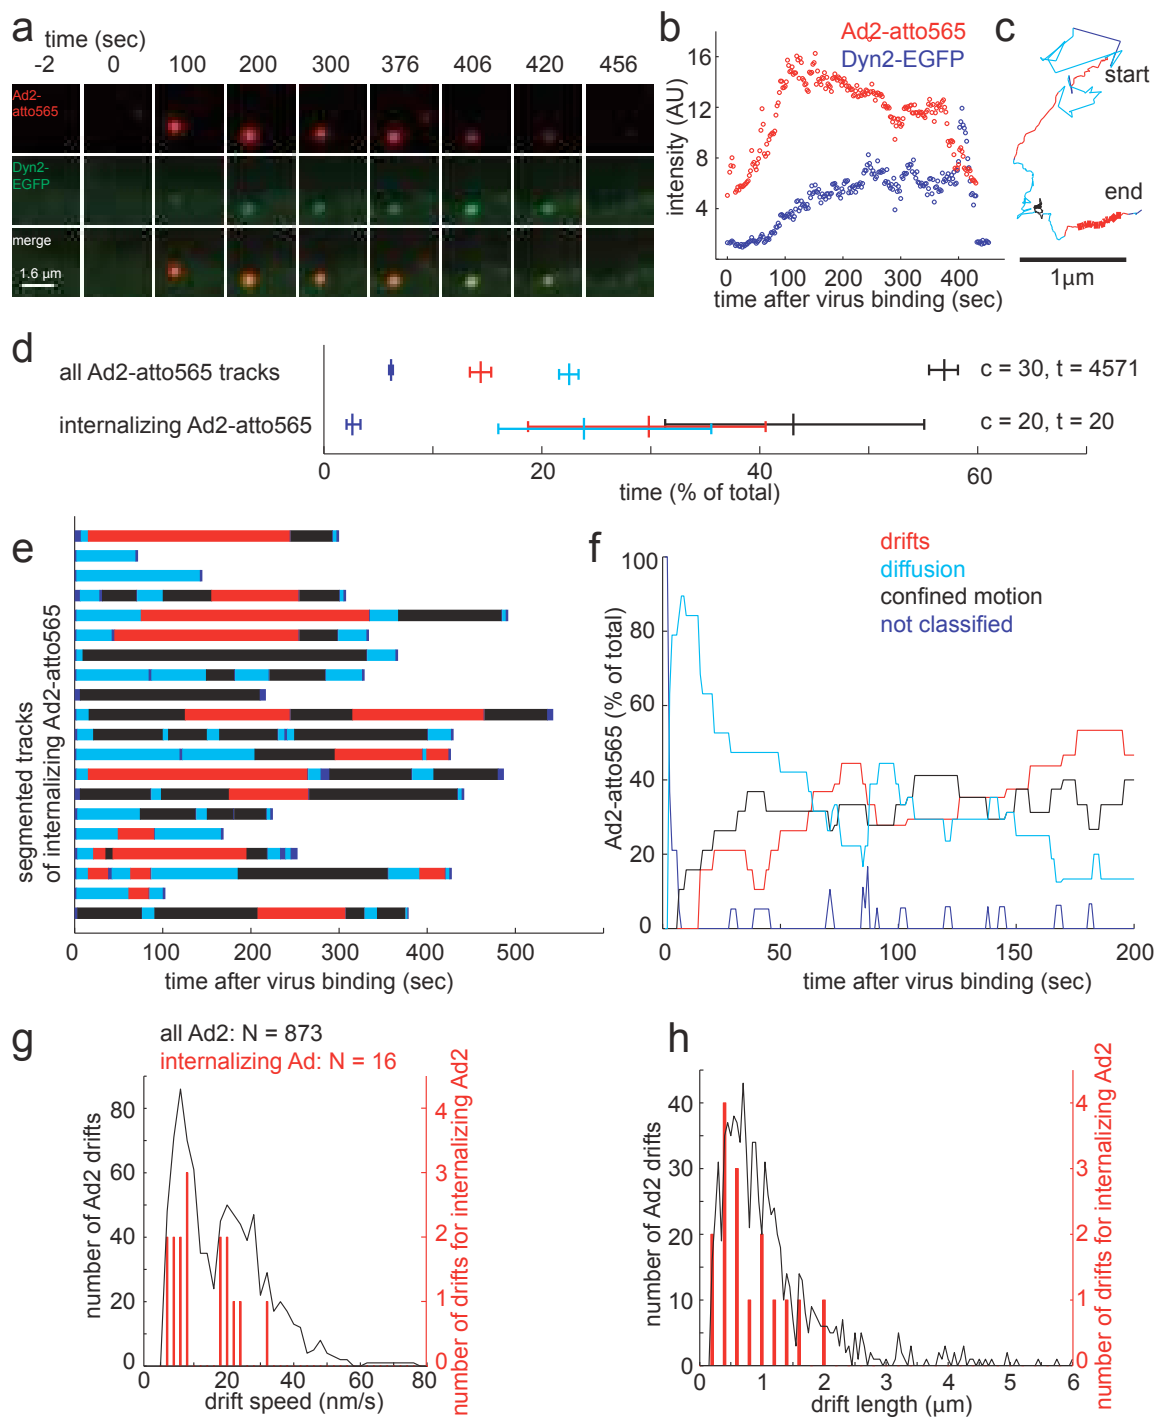 a
time (sec)
-2 0 100 200 300 376 406 420 456
Ad2-
atto565
Dyn2-
EGFP
merge
1.6 µm
b
Ad2-atto565
Dyn2-EGFP
16
12
8
4
intensity (AU)
0 100 200 300 400
time after virus binding (sec)
c
start
end
1µm
d
all Ad2-atto565 tracks
c = 30, t = 4571
internalizing Ad2-atto565
c = 20, t = 20
0 20 40 60
time (% of total)
e
segmented tracks
of internalizing Ad2-atto565
0 100 200 300 400 500
time after virus binding (sec)
f
drifts
diffusion
confined motion
not classified
100
80
60
40
20
0
Ad2-atto565 (% of total)
0 50 100 150 200
time after virus binding (sec)
g
all Ad2: N = 873
internalizing Ad: N = 16
80
60
40
20
0
number of Ad2 drifts
4
3
2
1
0
number of drifts for internalizing Ad2
0 20 40 60 80
drift speed (nm/s)
h
40
30
20
10
0
number of Ad2 drifts
4
3
2
1
0
number of drifts for internalizing Ad2
0 1 2 3 4 5 6
drift length (µm)